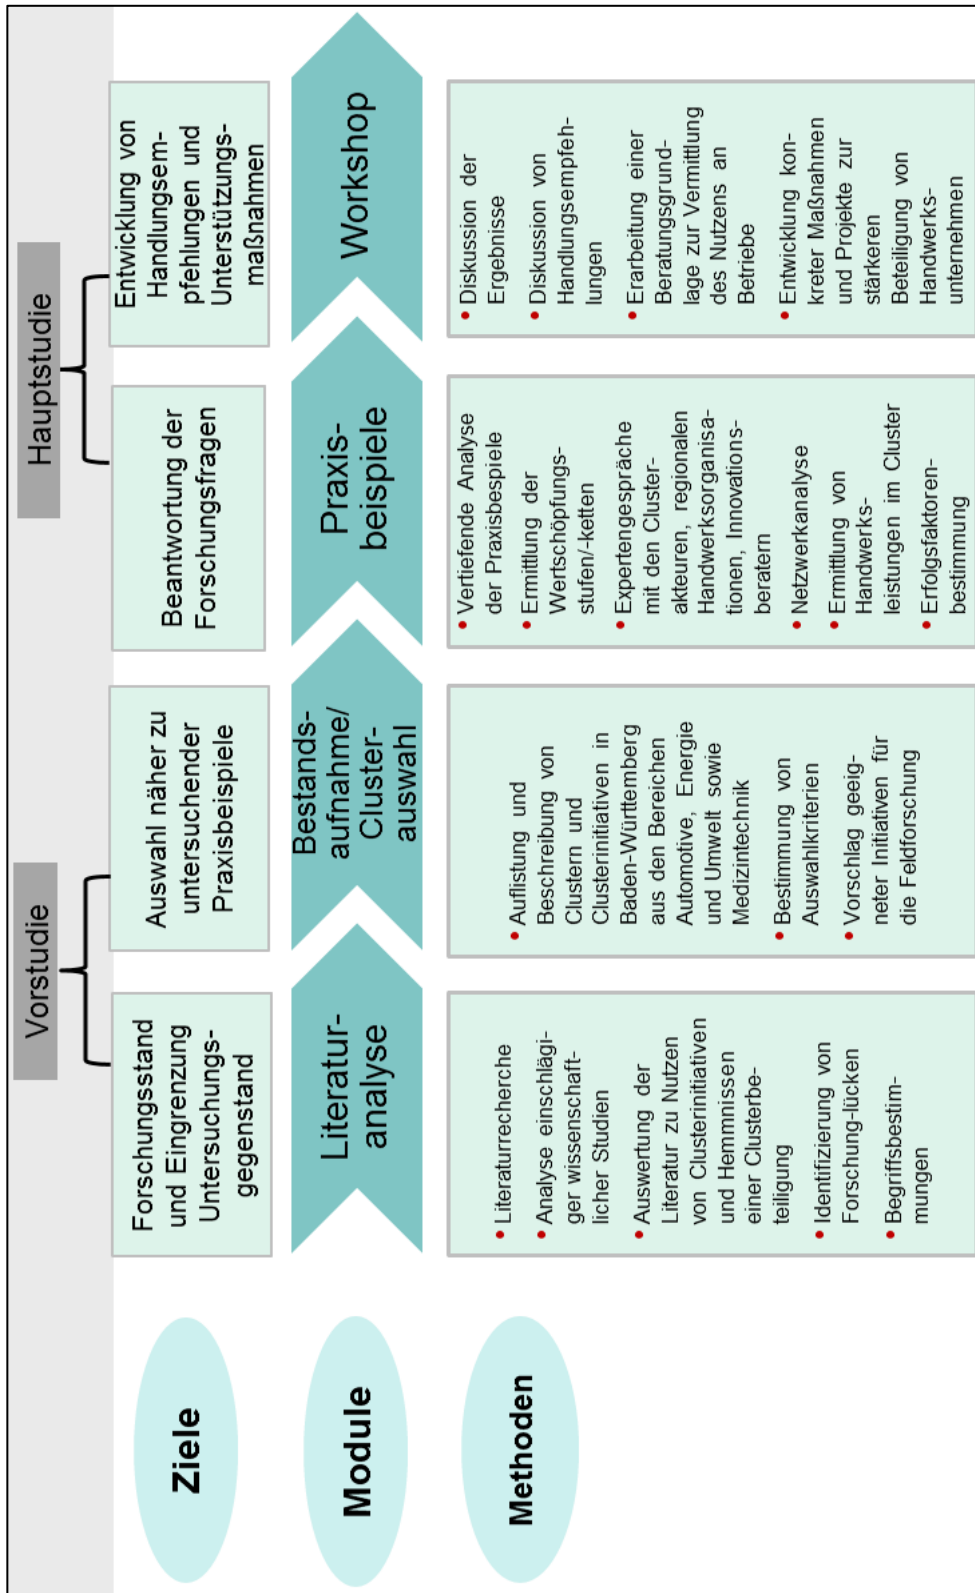 Vorstudie
Hauptstudie
Ziele
Forschungsstand
und Eingrenzung
Untersuchungs-
gegenstand
Auswahl näher zu
untersuchender
Praxisbeispiele
Beantwortung der
Forschungsfragen
Entwicklung von
Handlungsem-
pfehlungen und
Unterstützungs-
maßnahmen
Module
Literatur-
analyse
Bestands-
aufnahme/
Cluster-
auswahl
Praxis-
beispiele
Workshop
Methoden
• Literaturrecherche
• Analyse einschlägi-
ger wissenschaft-
licher Studien
• Auswertung der
Literatur zu Nutzen
von Clusterinitiativen
und Hemmnissen
einer Clusterbe-
teiligung
• Identifizierung von
Forschung-lücken
• Begriffsbestim-
mungen
• Auflistung und
Beschreibung von
Clustern und
Clusterinitiativen in
Baden-Württemberg
aus den Bereichen
Automotive, Energie
und Umwelt sowie
Medizintechnik
• Bestimmung von
Auswahlkriterien
• Vorschlag geeig-
neter Initiativen für
die Feldforschung
• Vertiefende Analyse
der Praxisbespiele
• Ermittlung der
Wertschöpfungs-
stufen/-ketten
• Expertengespräche
mit den Cluster-
akteuren, regionalen
Handwerksorganisa-
tionen, Innovations-
beratern
• Netzwerkanalyse
• Ermittlung von
Handwerks-
leistungen im Cluster
• Erfolgsfaktoren-
bestimmung
• Diskussion der
Ergebnisse
• Diskussion von
Handlungsempfeh-
lungen
• Erarbeitung einer
Beratungsgrund-
lage zur Vermittlung
des Nutzens an
Betriebe
• Entwicklung kon-
kreter Maßnahmen
und Projekte zur
stärkeren
Beteiligung von
Handwerks-
unternehmen